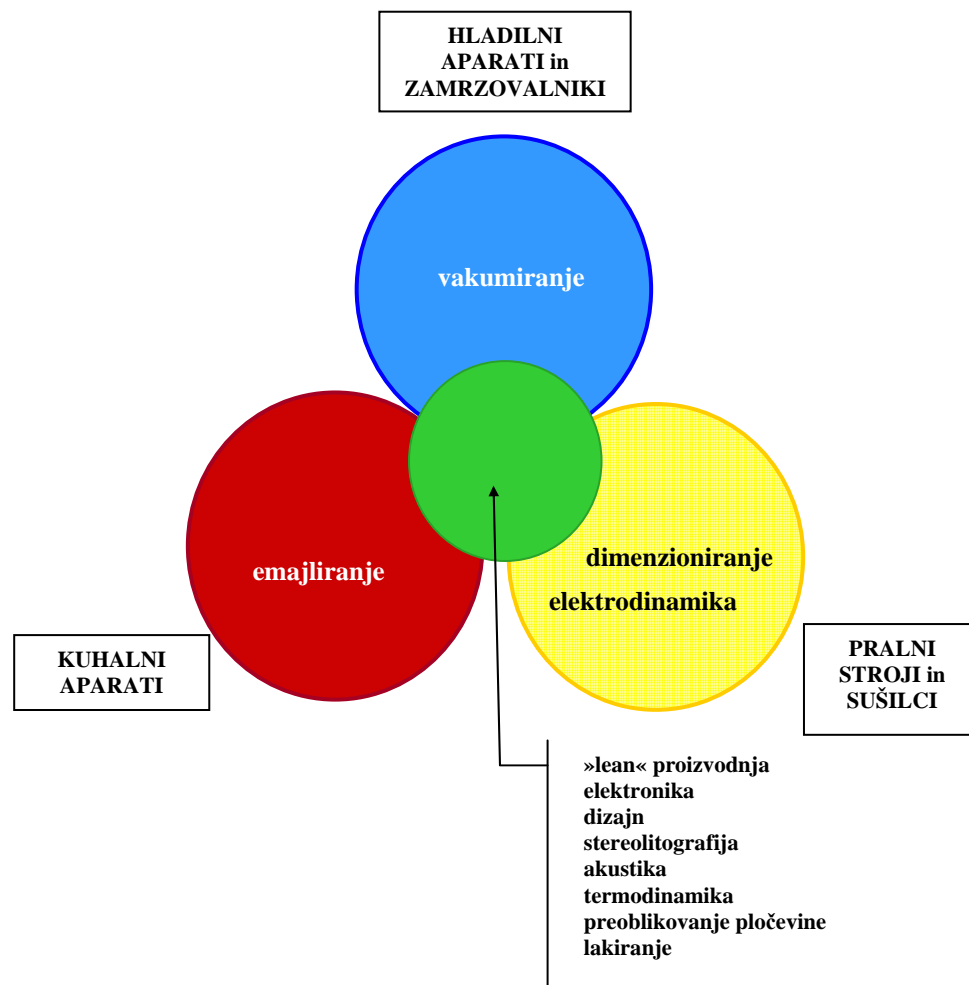 HLADILNI
APARATI in
ZAMRZOVALNIKI
vakumiranje
emajliranje
dimenzioniranje
elektrodinamika
KUHALNI
APARATI
PRALNI
STROJI in
SUŠILCI
»lean« proizvodnja
elektronika
dizajn
stereolitografija
akustika
termodinamika
preoblikovanje pločevine
lakiranje